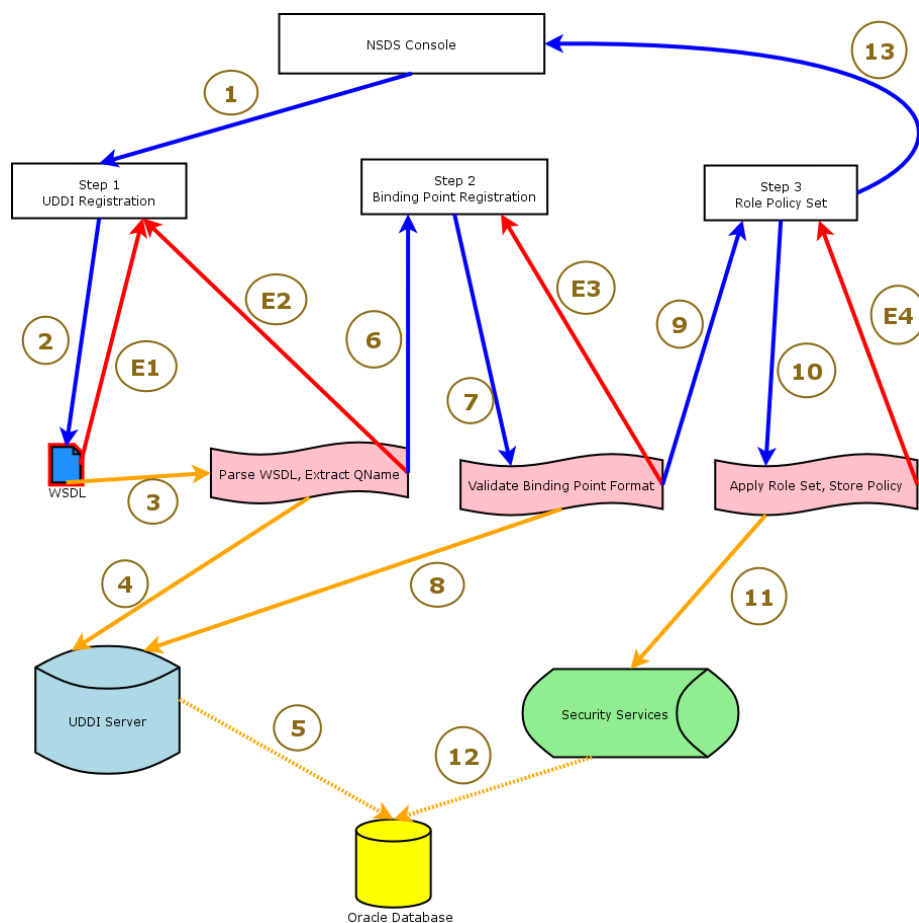 NSDS Console
13
1
Step 1
UDDI Registration
Step 2
Binding Point Registration
Step 3
Role Policy Set
E2
E3
E4
2
E1
6
9
7
10
WSDL
3
Parse WSDL, Extract QName
Validate Binding Point Format
Apply Role Set, Store Policy
4
8
11
UDDI Server
Security Services
5
12
Oracle Database